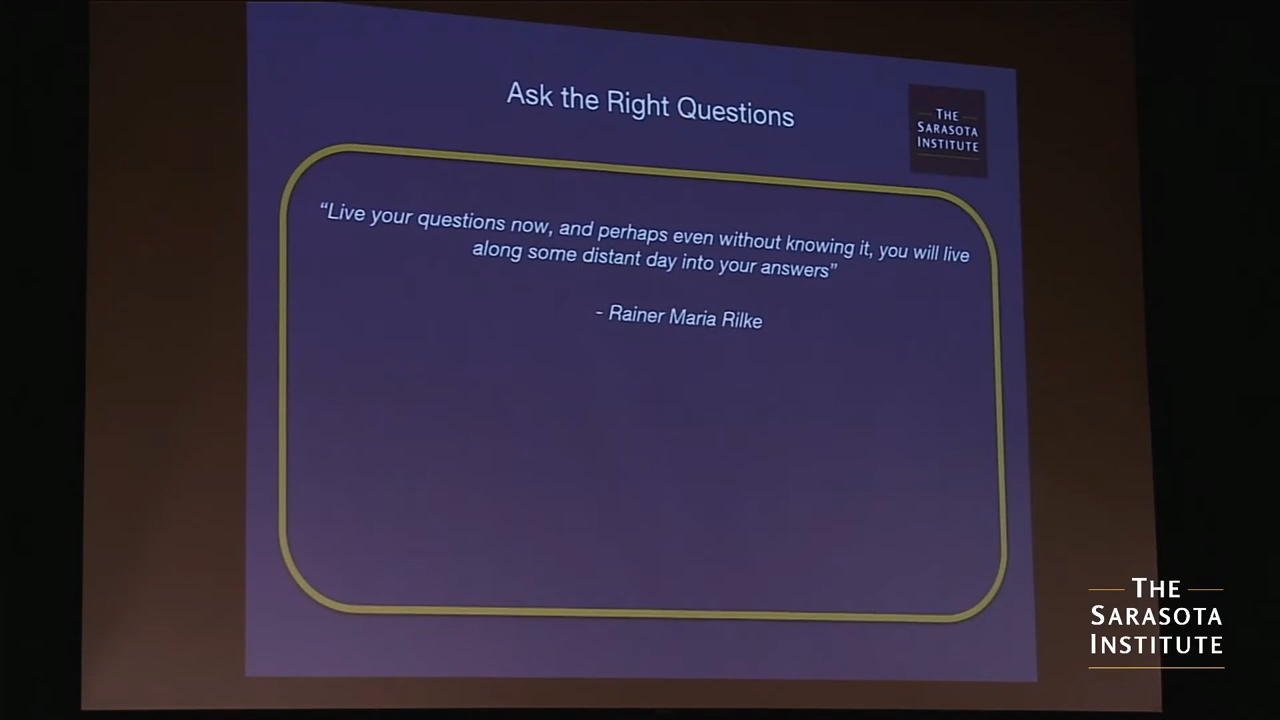 Ask the Right Questions
THE
SARASOTA
INSTITUTE
“Live your questions now, and perhaps even without knowing it, you will live
along some distant day into your answers”
- Rainer Maria Rilke
THE
SARASOTA
INSTITUTE